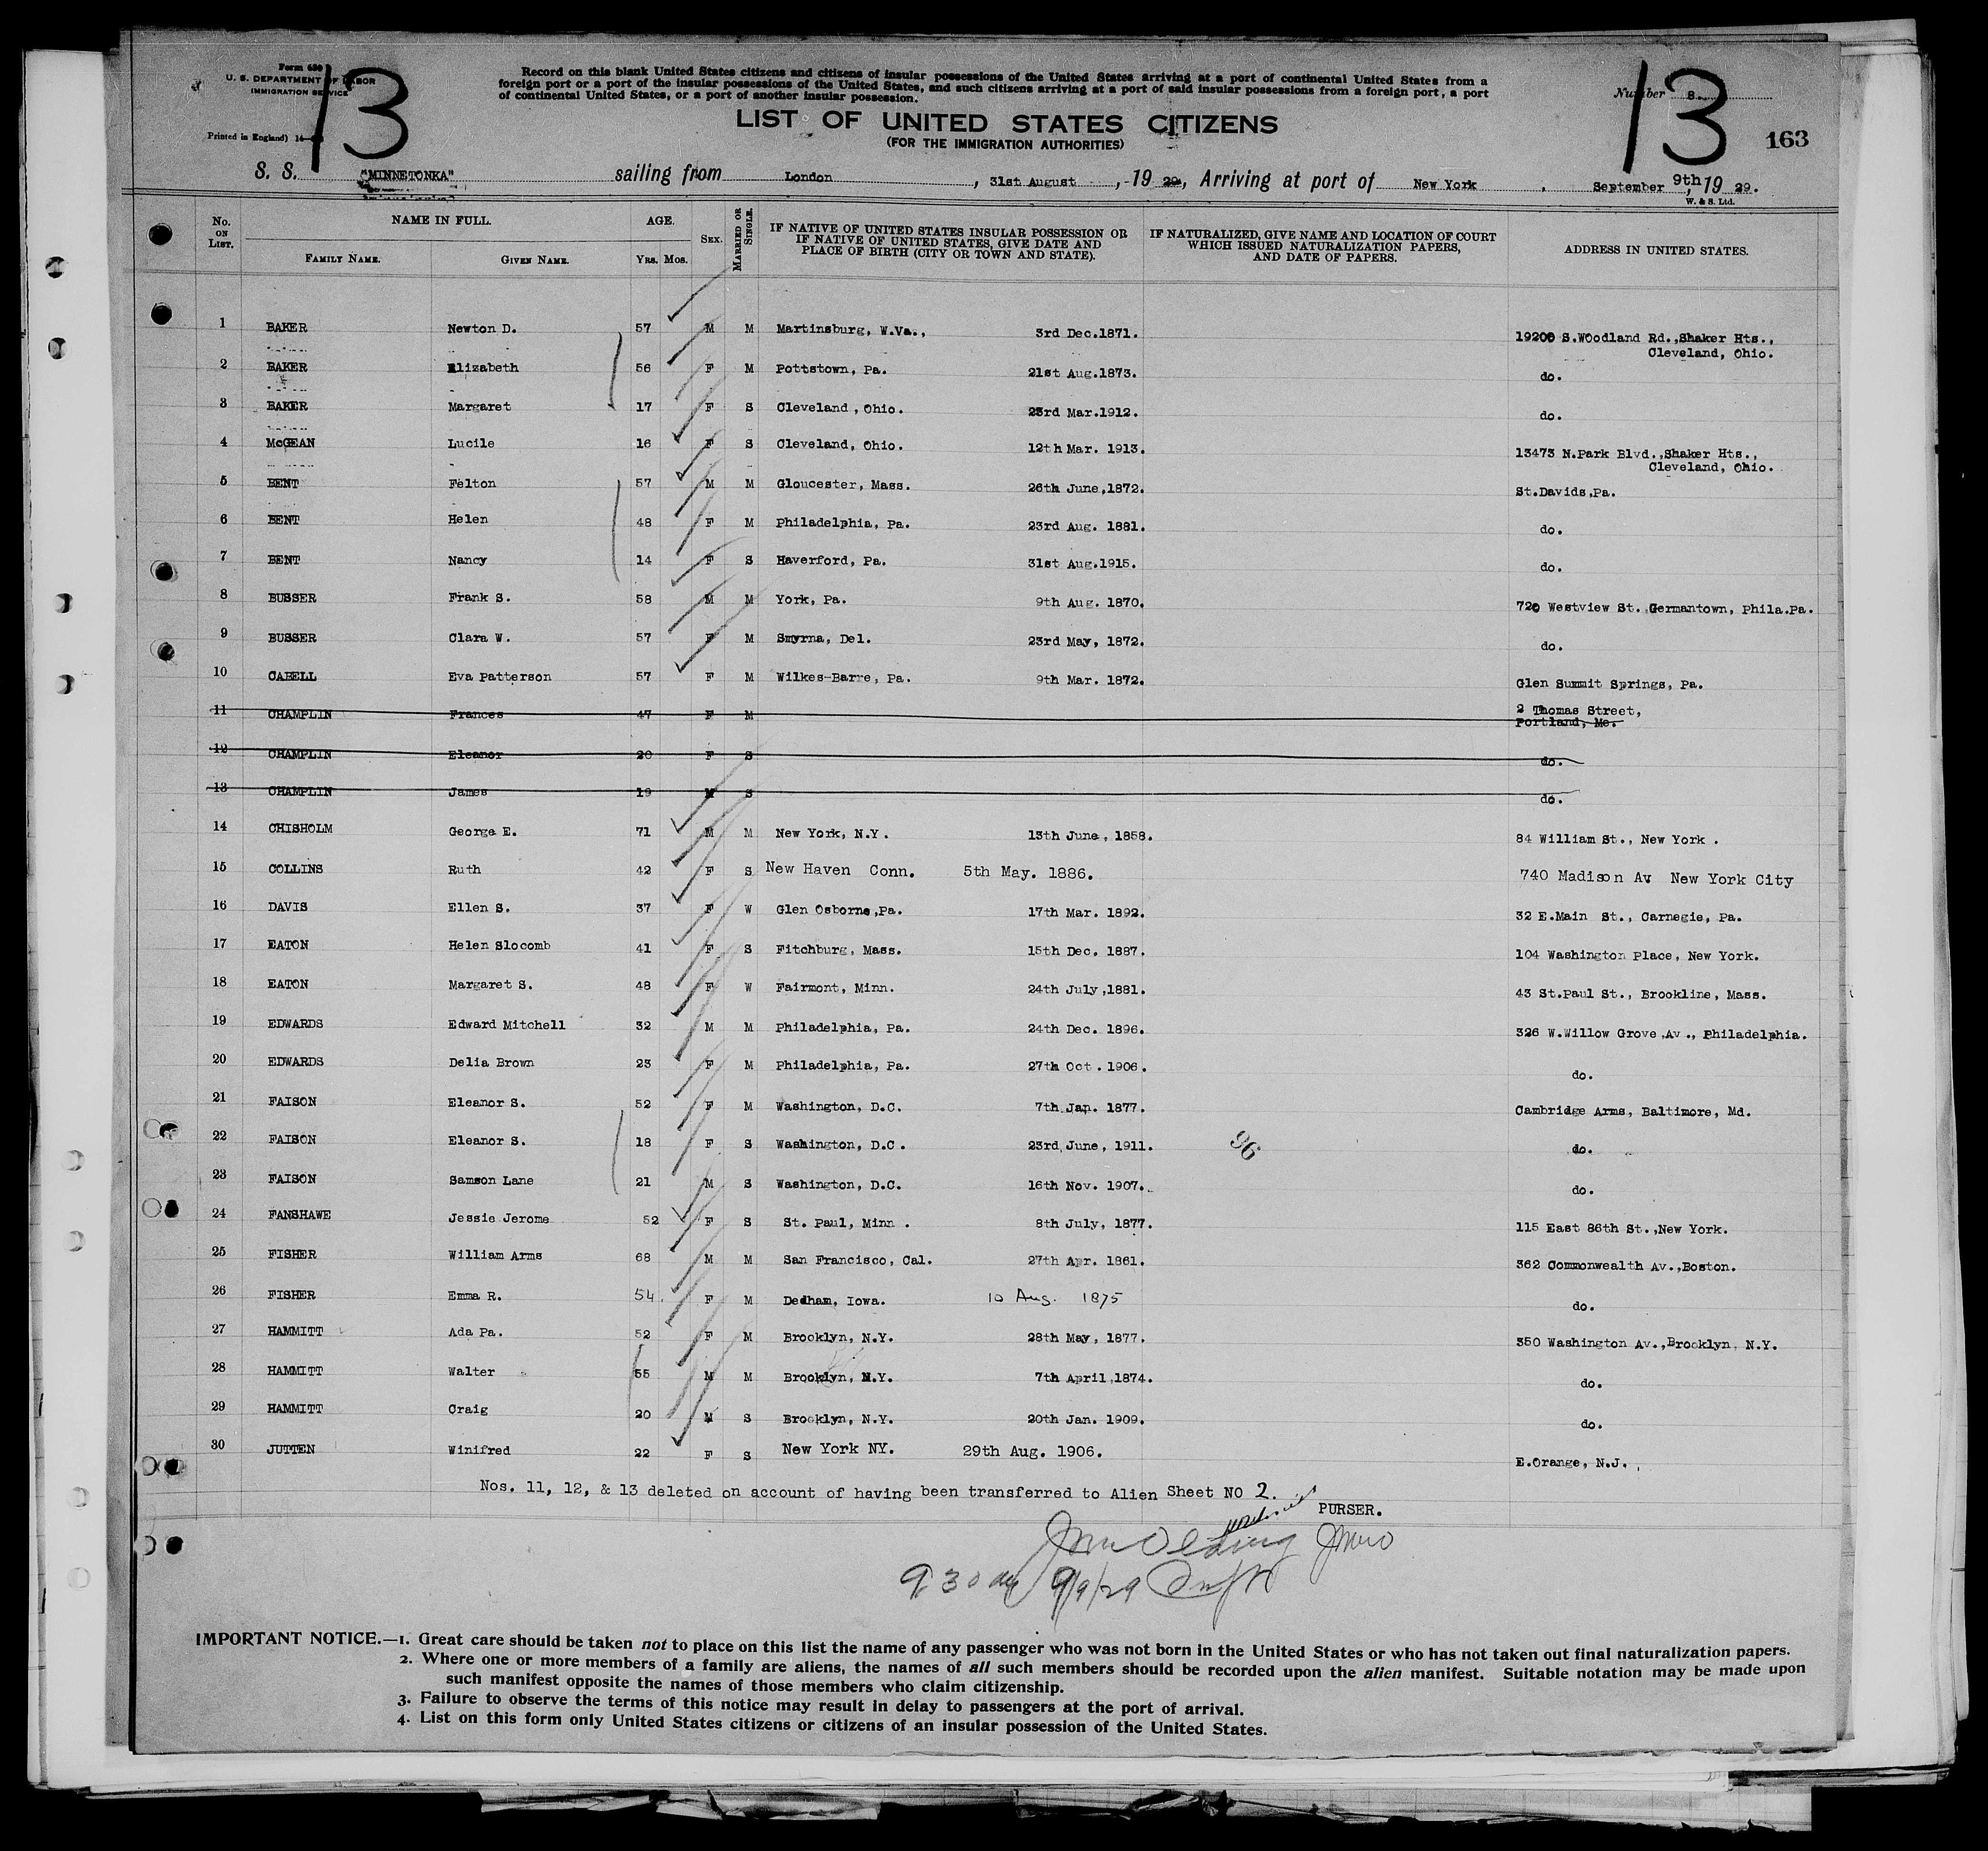 Form 630
U. S. DEPARTMENT OF LABOR
IMMIGRATION SERVICE
Printed in England) 14—
13
Record on this blank United States citizens and citizens of insular possessions of the United States arriving at a port of continental United States from a
foreign port or a port of the insular possessions of the United States, and such citizens arriving at a port of said insular possessions from a foreign port, a port
of continental United States, or a port of another insular possession.
Number 8.
13
163
LIST OF UNITED STATES CITIZENS
(FOR THE IMMIGRATION AUTHORITIES)
S. S. "MINNETONKA" sailing from London, 31st August, 19 29, Arriving at port of New York, September 9th, 19 29.
W. & S. Ltd.
No. ON LIST. NAME IN FULL. FAMILY NAME. GIVEN NAME. AGE. YRS. MOS. SEX. MARRIED OR SINGLE. IF NATIVE OF UNITED STATES INSULAR POSSESSION OR IF NATIVE OF UNITED STATES, GIVE DATE AND PLACE OF BIRTH (CITY OR TOWN AND STATE). IF NATURALIZED, GIVE NAME AND LOCATION OF COURT WHICH ISSUED NATURALIZATION PAPERS, AND DATE OF PAPERS. ADDRESS IN UNITED STATES.
1 BAKER Newton D. 57 M M Martinsburg, W.Va., 3rd Dec.1871. 19200 S.Woodland Rd.,Shaker Hts.,
Cleveland, Ohio.
2 BAKER Elizabeth 56 F M Pottstown, Pa. 21st Aug.1873. do.
3 BAKER Margaret 17 F S Cleveland, Ohio. 23rd Mar.1912. do.
4 McGEAN Lucile 16 F S Cleveland, Ohio. 12th Mar. 1913. 13473 N.Park Blvd.,Shaker Hts.,
Cleveland, Ohio.
5 BENT Felton 57 M M Gloucester, Mass. 26th June,1872. St.Davids,Pa.
6 BENT Helen 48 F M Philadelphia, Pa. 23rd Aug. 1881. do.
7 BENT Nancy 14 F S Haverford, Pa. 31st Aug.1915. do.
8 BUSSER Frank S. 58 M M York, Pa. 9th Aug. 1870. 720 Westview St. Germantown, Phila.Pa.
9 BUSSER Clara W. 57 F M Smyrna, Del. 23rd May, 1872. do.
10 CABELL Eva Patterson 57 F M Wilkes-Barre, Pa. 9th Mar. 1872. Glen Summit Springs, Pa.
11 CHAMPLIN Frances 47 F M 2 Thomas Street,
Portland, Me.
12 CHAMPLIN Eleanor 20 F S do.
13 CHAMPLIN James 19 M S do.
14 CHISHOLM George E. 71 M M New York, N.Y. 13th June, 1858. 84 William St., New York .
15 COLLINS Ruth 42 F S New Haven Conn. 5th May. 1886. 740 Madison Av New York City
16 DAVIS Ellen S. 37 F W Glen Osborne,Pa. 17th Mar. 1892. 32 E.Main St., Carnegie, Pa.
17 EATON Helen Slocomb 41 F S Fitchburg, Mass. 15th Dec. 1887. 104 Washington Place, New York.
18 EATON Margaret S. 48 F W Fairmont, Minn. 24th July,1881. 43 St.Paul St., Brookline, Mass.
19 EDWARDS Edward Mitchell 32 M M Philadelphia, Pa. 24th Dec. 1896. 326 W.Willow Grove,Av., Philadelphia.
20 EDWARDS Delia Brown 23 F M Philadelphia, Pa. 27th Oct. 1906. do.
21 FAISON Eleanor S. 52 F M Washington, D.C. 7th Jan. 1877. Cambridge Arms, Baltimore, Md.
22 FAISON Eleanor S. 18 F S Washington, D.C. 23rd June, 1911. 96 do.
23 FAISON Samson Lane 21 M S Washington, D.C. 16th Nov. 1907. do.
24 FANSHAWE Jessie Jerome 52 F S St. Paul, Minn . 8th July, 1877. 115 East 86th St.,New York.
25 FISHER William Arms 68 M M San Francisco, Cal. 27th Apr. 1861. 362 Commonwealth Av.,Boston.
26 FISHER Emma R. 54. F M Dedham, Iowa. 10 Aug. 1875 do.
27 HAMMITT Ada Pa. 52 F M Brooklyn, N.Y. 28th May, 1877. 350 Washington Av.,Brooklyn, N.Y.
28 HAMMITT Walter 55 M M Brooklyn, N.Y. 7th April,1874. do.
29 HAMMITT Craig 20 M S Brooklyn, N.Y. 20th Jan. 1909. do.
30 JUTTEN Winifred 22 F S New York NY. 29th Aug. 1906. E.Orange, N.J.
Nos. 11, 12, & 13 deleted on account of having been transferred to Alien Sheet NO 2.
PURSER.
9.30 am 9/9/29
IMPORTANT NOTICE.—1. Great care should be taken not to place on this list the name of any passenger who was not born in the United States or who has not taken out final naturalization papers.
2. Where one or more members of a family are aliens, the names of all such members should be recorded upon the alien manifest. Suitable notation may be made upon
such manifest opposite the names of those members who claim citizenship.
3. Failure to observe the terms of this notice may result in delay to passengers at the port of arrival.
4. List on this form only United States citizens or citizens of an insular possession of the United States.